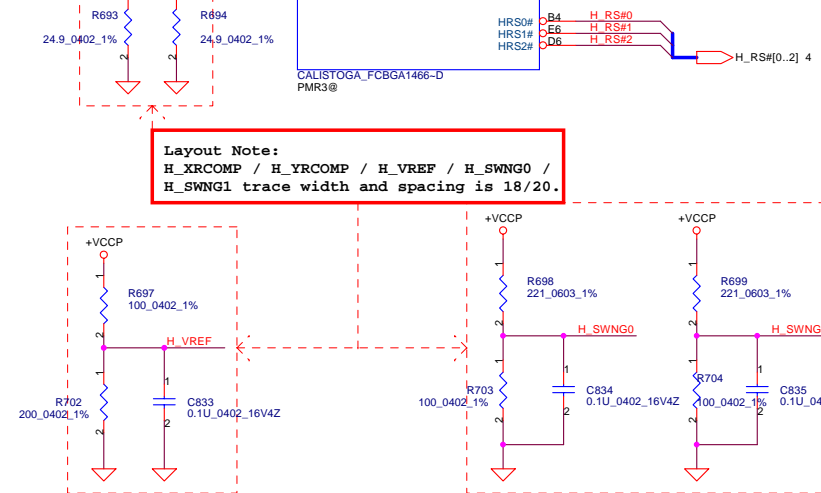 R693
24.9_0402_1%
2
R694
24.9_0402_1%
2
HRS0#
HRS1#
HRS2#
B4
E6
D6
H_RS#0
H_RS#1
H_RS#2
H_RS#[0..2] 4
CALISTOGA_FCBGA1466~D
PMR3@
Layout Note:
H_XRCOMP / H_YRCOMP / H_VREF / H_SWNG0 /
H_SWNG1 trace width and spacing is 18/20.
+VCCP
1
R697
100_0402_1%
2
H_VREF
1
R702
200_0402_1%
2
1
C833
0.1U_0402_16V4Z
2
+VCCP
1
R698
221_0603_1%
2
H_SWNG0
1
R703
100_0402_1%
2
1
C834
0.1U_0402_16V4Z
2
+VCCP
1
R699
221_0603_1%
2
H_SWNG
1
R704
100_0402_1%
2
1
C835
0.1U_04
2